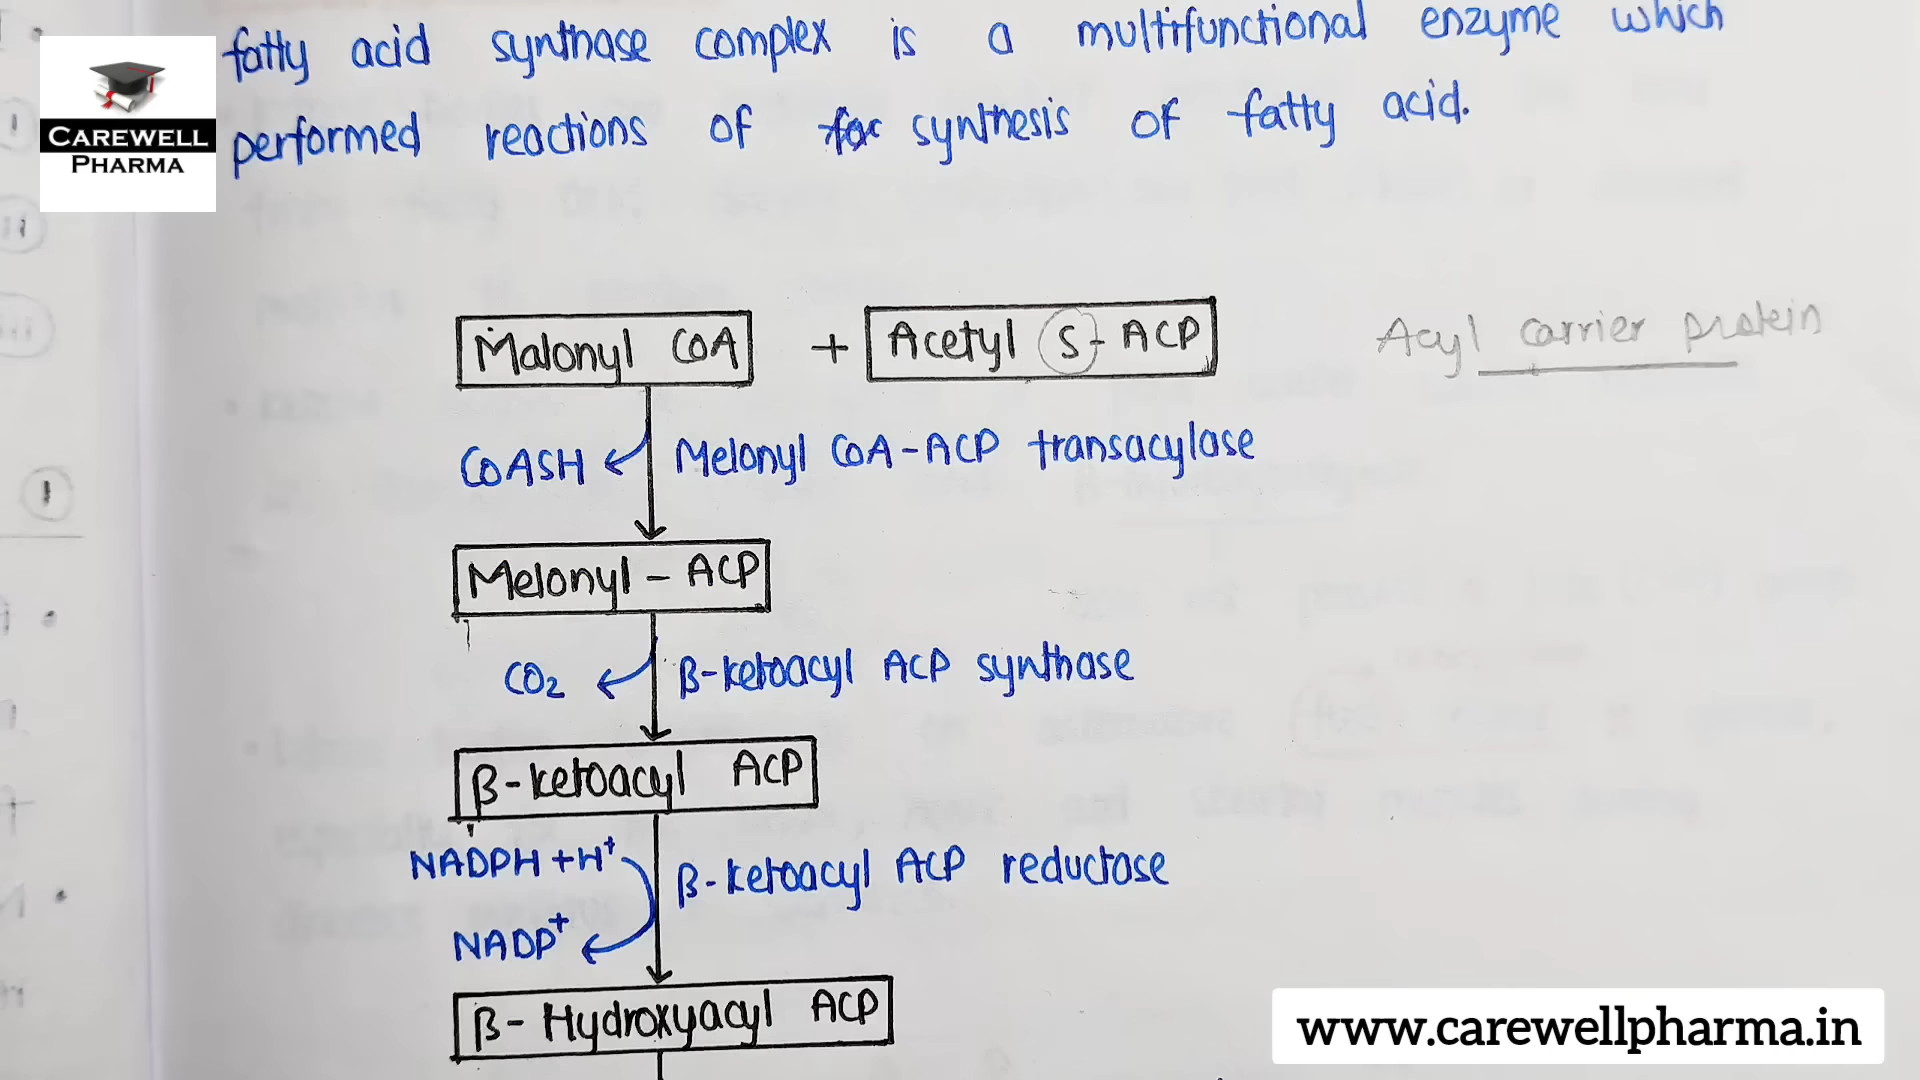 fatty acid synthase complex is a multifunctional enzyme which
performed reactions of synthesis of fatty acid.
CAREWELL
PHARMA
Malonyl COA + Acetyl S-ACP
Acyl carrier protein
COASH
Melonyl COA-ACP transacylase
Melonyl-ACP
CO2
β-ketoacyl ACP synthase
β-ketoacyl ACP
NADPH+H+
β-ketoacyl ACP reductase
NADP+
β-Hydroxyacyl ACP
www.carewellpharma.in